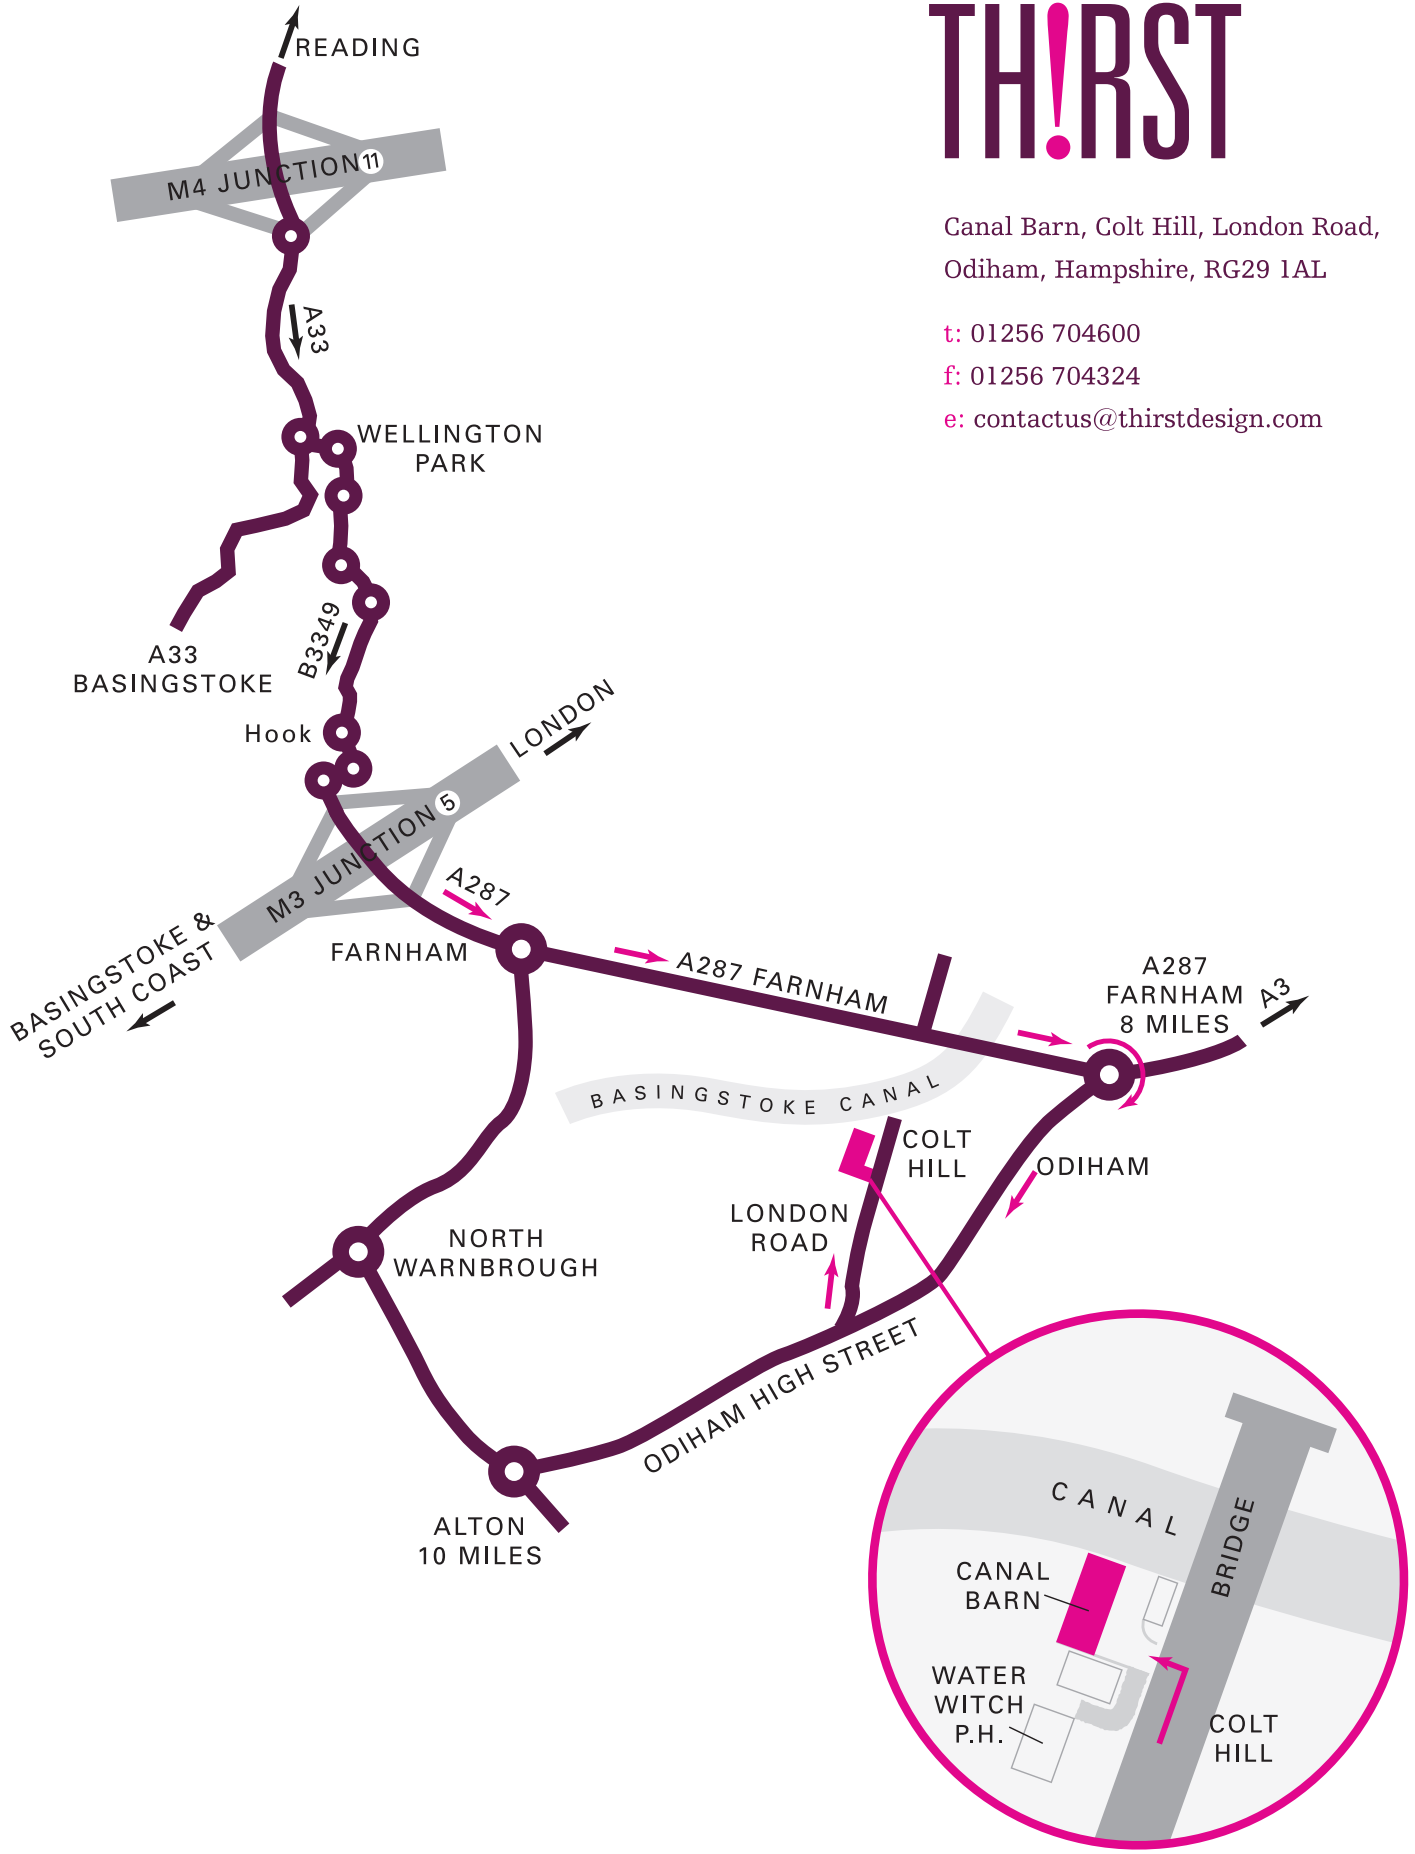 TH!RST
Canal Barn, Colt Hill, London Road,
Odiham, Hampshire, RG29 1AL
t: 01256 704600
f: 01256 704324
e: contactus@thirstdesign.com
READING
M4 JUNCTION 11
A33
WELLINGTON
PARK
A33
BASINGSTOKE
B3349
Hook
LONDON
M3 JUNCTION 5
BASINGSTOKE &
SOUTH COAST
A287
FARNHAM
A287 FARNHAM
A287
FARNHAM
8 MILES
A3
BASINGSTOKE CANAL
COLT
HILL
ODIHAM
LONDON
ROAD
NORTH
WARNBROUGH
ODIHAM HIGH STREET
ALTON
10 MILES
CANAL
BRIDGE
CANAL
BARN
WATER
WITCH
P.H.
COLT
HILL